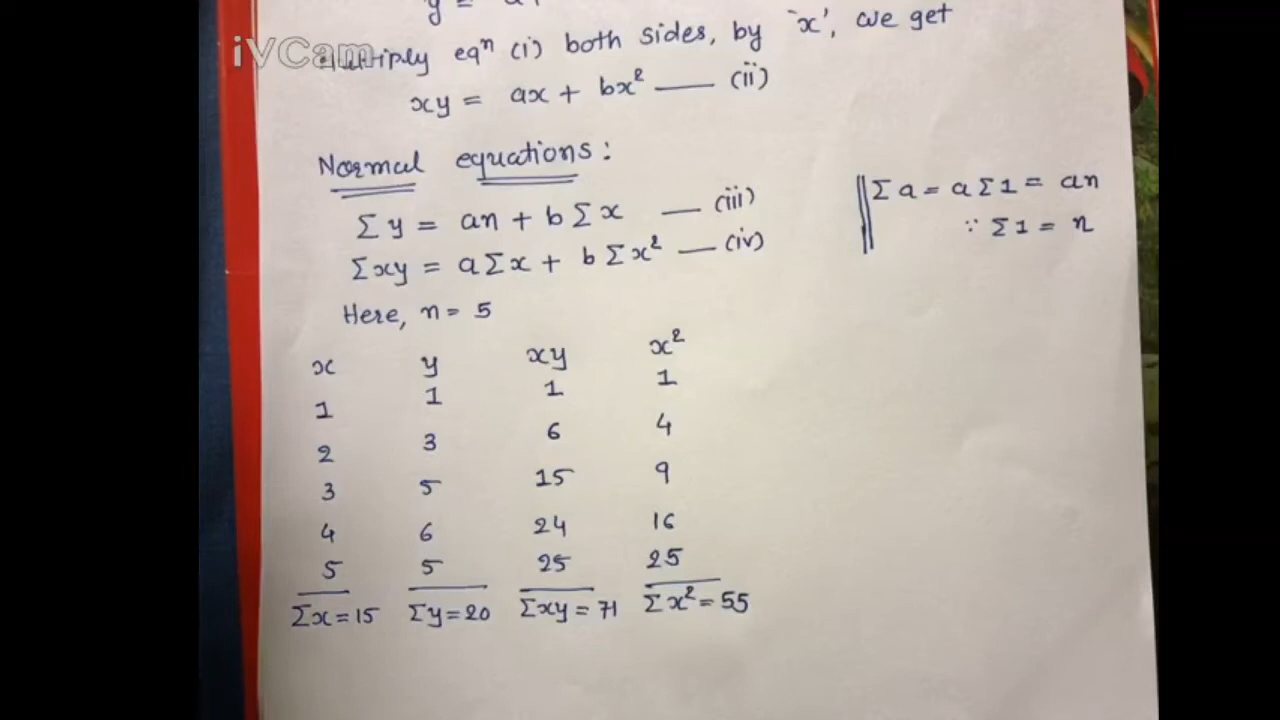 y =
iVCam
Multiply eqⁿ (i) both sides, by 'x', we get
xy = ax + bx² — (ii)
Normal equations:
Σy = an + bΣx — (iii)
Σxy = aΣx + bΣx² — (iv)
Σa = aΣ1 = an
∵ Σ1 = n
Here, n = 5
x y xy x²
1 1 1 1
2 3 6 4
3 5 15 9
4 6 24 16
5 5 25 25
Σx = 15 Σy = 20 Σxy = 71 Σx² = 55